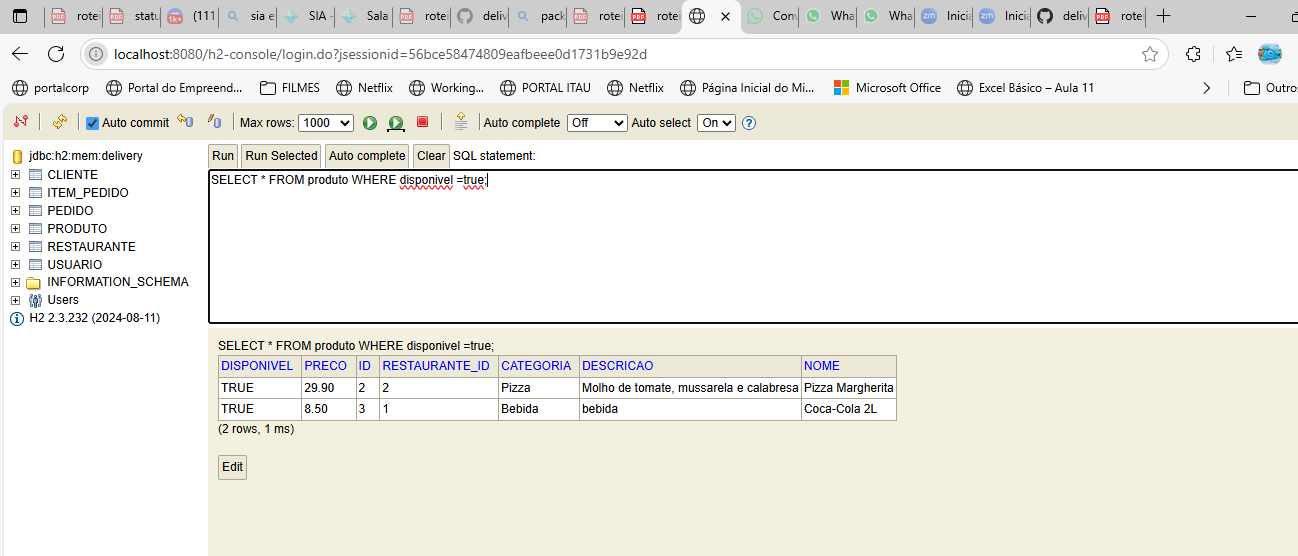 rotei
statu
1k+
(111
sia e
SIA -
Sala
rotei
deliv
pack
rotei
rotei
Conv
Wha
Wha
zm
Inicia
zm
Inicia
deliv
rotei
localhost:8080/h2-console/login.do?jsessionid=56bce58474809eafbeee0d1731b9e92d
portalcorp
Portal do Empreend...
FILMES
Netflix
Working...
PORTAL ITAU
Netflix
Página Inicial do Mi...
Microsoft Office
Excel Básico – Aula 11
Outros
Auto commit
Max rows: 1000
Auto complete Off
Auto select On
jdbc:h2:mem:delivery
CLIENTE
ITEM_PEDIDO
PEDIDO
PRODUTO
RESTAURANTE
USUARIO
INFORMATION_SCHEMA
Users
H2 2.3.232 (2024-08-11)
Run Run Selected Auto complete Clear SQL statement:
SELECT * FROM produto WHERE disponivel =true;
SELECT * FROM produto WHERE disponivel =true;
DISPONIVEL PRECO ID RESTAURANTE_ID CATEGORIA DESCRICAO NOME
TRUE 29.90 2 2 Pizza Molho de tomate, mussarela e calabresa Pizza Margherita
TRUE 8.50 3 1 Bebida bebida Coca-Cola 2L
(2 rows, 1 ms)
Edit